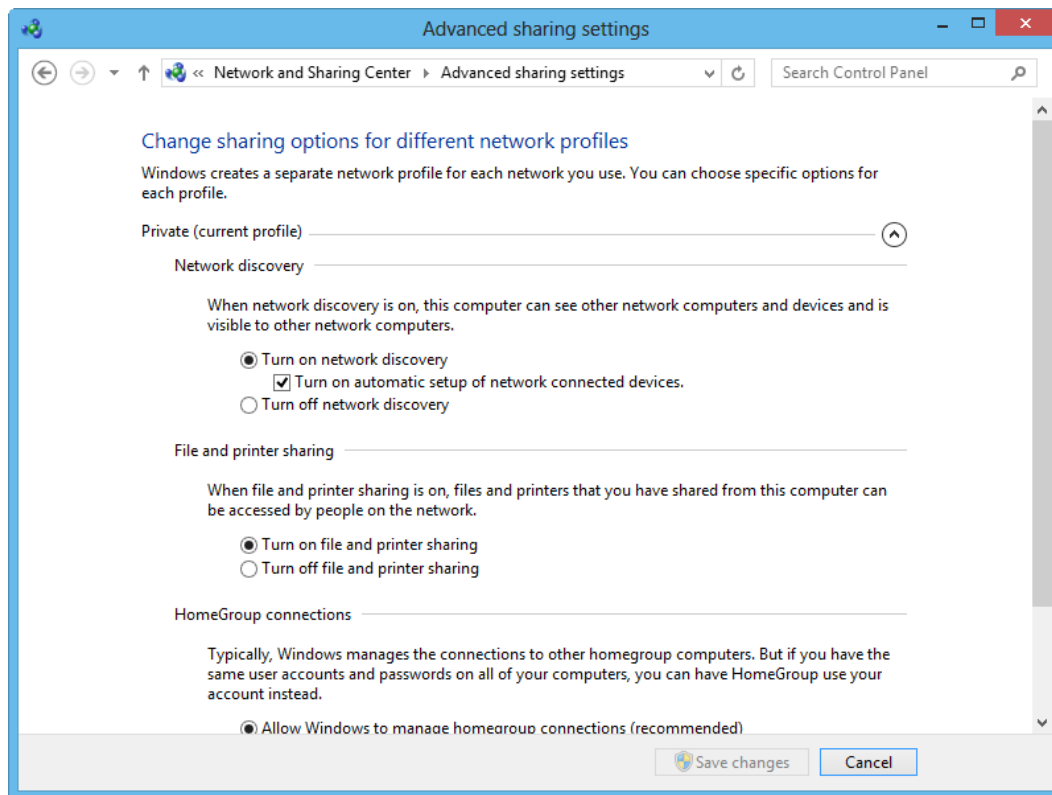 Advanced sharing settings
« Network and Sharing Center Advanced sharing settings
Search Control Panel
Change sharing options for different network profiles
Windows creates a separate network profile for each network you use. You can choose specific options for
each profile.
Private (current profile)
Network discovery
When network discovery is on, this computer can see other network computers and devices and is
visible to other network computers.
Turn on network discovery
Turn on automatic setup of network connected devices.
Turn off network discovery
File and printer sharing
When file and printer sharing is on, files and printers that you have shared from this computer can
be accessed by people on the network.
Turn on file and printer sharing
Turn off file and printer sharing
HomeGroup connections
Typically, Windows manages the connections to other homegroup computers. But if you have the
same user accounts and passwords on all of your computers, you can have HomeGroup use your
account instead.
Allow Windows to manage homegroup connections (recommended)
Save changes
Cancel